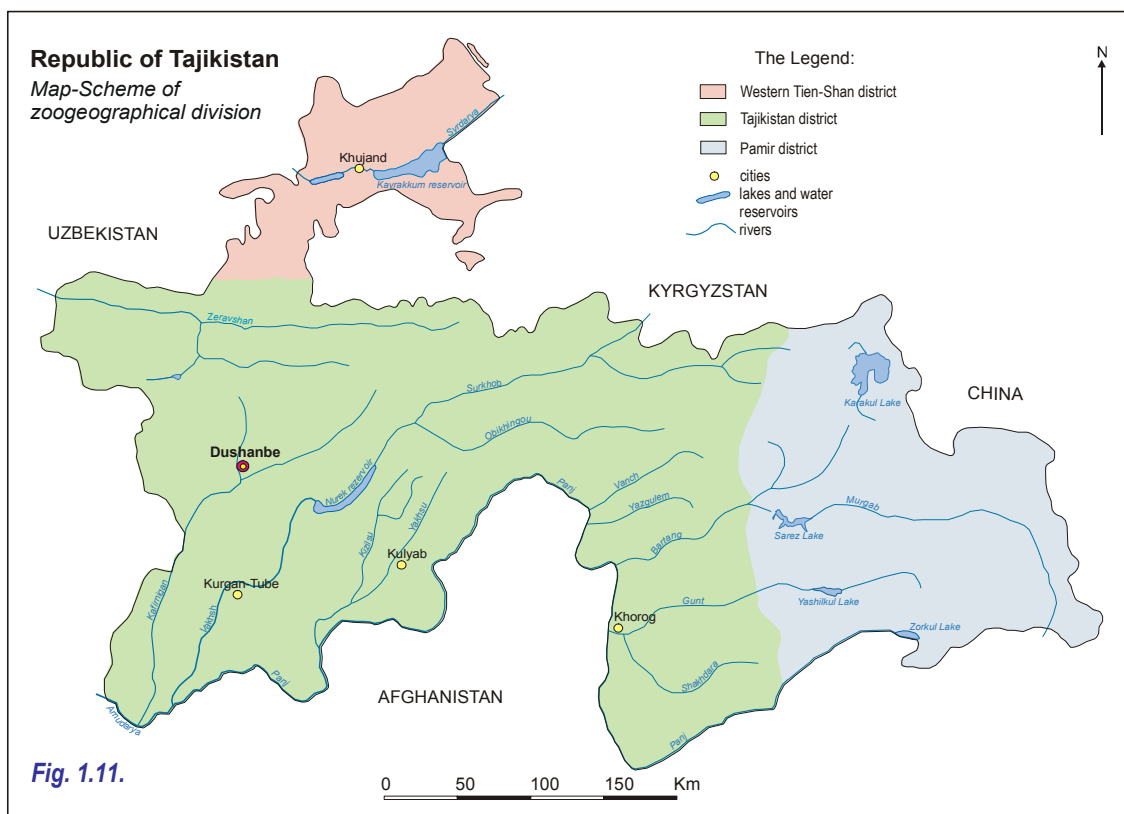 Republic of Tajikistan
Map-Scheme of
zoogeographical division
The Legend:
Western Tien-Shan district
Tajikistan district
Pamir district
cities
lakes and water
reservoirs
rivers
N
Syrdarya
Khujand
Kayrakkum reservoir
UZBEKISTAN
KYRGYZSTAN
CHINA
Zeravshan
Surkhob
Obikhingou
Karakul Lake
Dushanbe
Nurek rezervoir
Vanch
Panj
Yazgulem
Murgab
Sarez Lake
Bartang
Kizilsu
Yakhsu
Kulyab
Kurgan-Tube
Kafirnigan
Vakhsh
Gunt
Yashilkul Lake
Khorog
Zorkul Lake
Shakhdara
Panj
AFGHANISTAN
Amudarya
Panj
Fig. 1.11.
0 50 100 150 Km